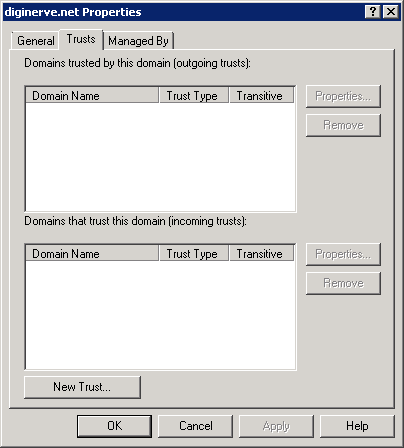 diginerve.net Properties
General Trusts Managed By
Domains trusted by this domain (outgoing trusts):
Domain Name Trust Type Transitive
Properties...
Remove
Domains that trust this domain (incoming trusts):
Domain Name Trust Type Transitive
Properties...
Remove
New Trust...
OK Cancel Apply Help